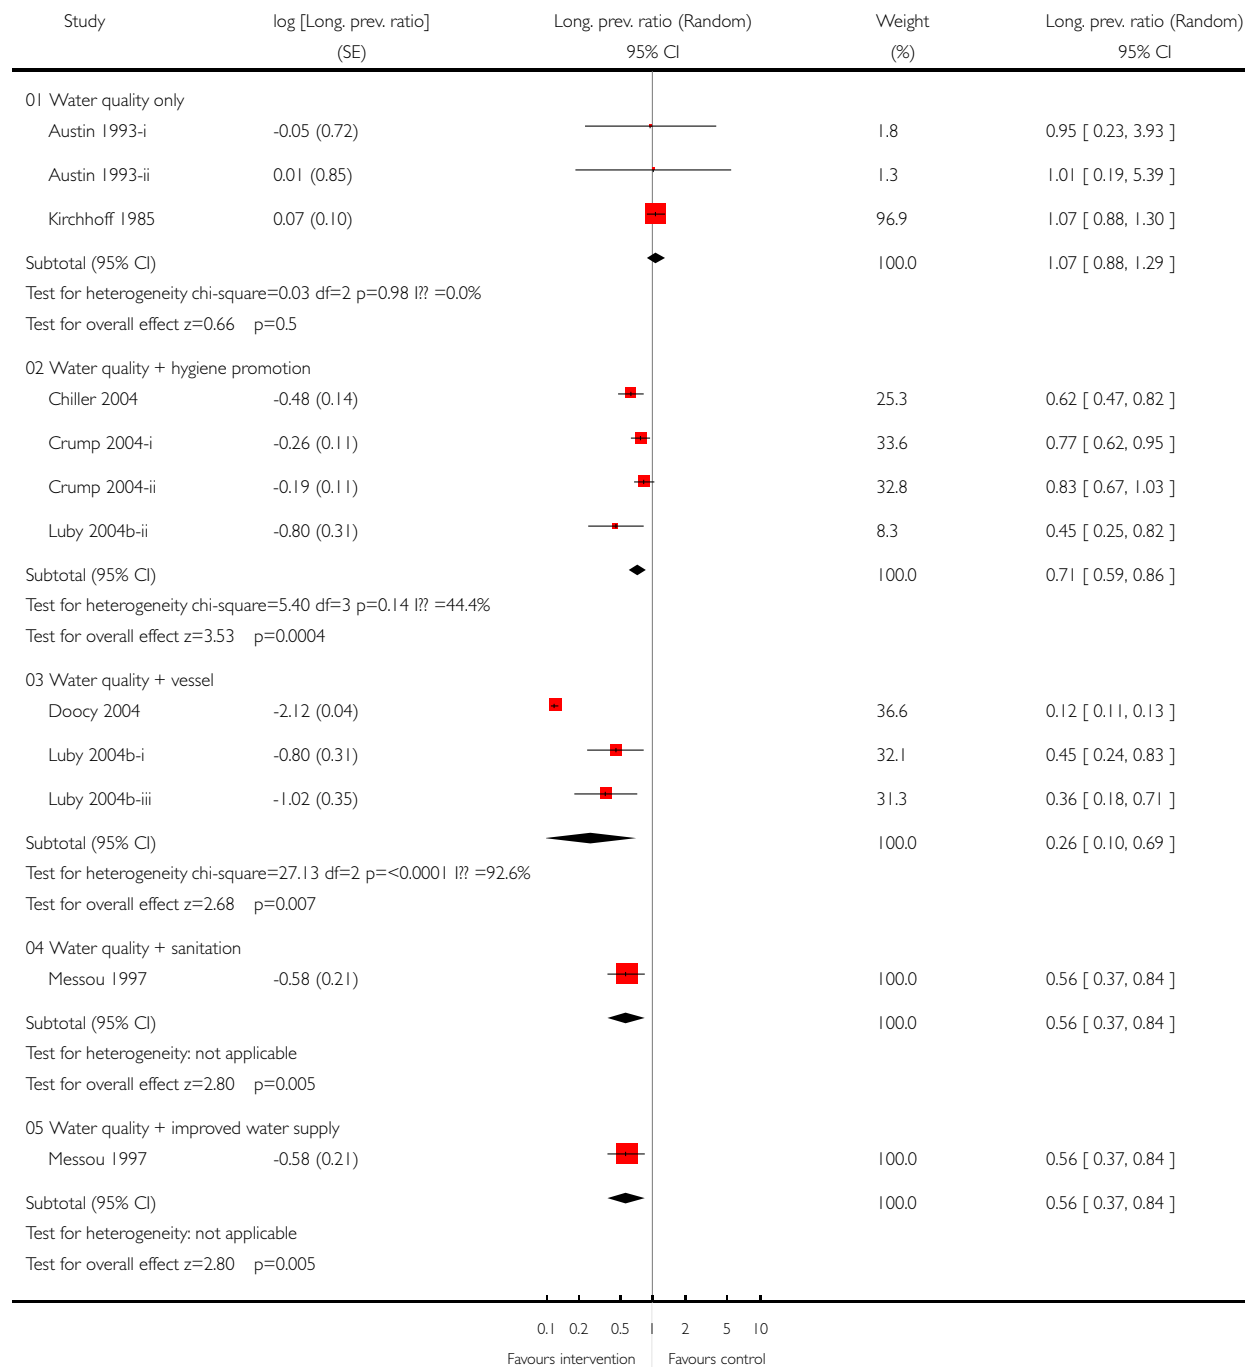 Study log [Long. prev. ratio] Long. prev. ratio (Random) Weight Long. prev. ratio (Random)
(SE) 95% CI (%) 95% CI
01 Water quality only
Austin 1993-i -0.05 (0.72) 1.8 0.95 [ 0.23, 3.93 ]
Austin 1993-ii 0.01 (0.85) 1.3 1.01 [ 0.19, 5.39 ]
Kirchhoff 1985 0.07 (0.10) 96.9 1.07 [ 0.88, 1.30 ]
Subtotal (95% CI) 100.0 1.07 [ 0.88, 1.29 ]
Test for heterogeneity chi-square=0.03 df=2 p=0.98 I?? =0.0%
Test for overall effect z=0.66 p=0.5
02 Water quality + hygiene promotion
Chiller 2004 -0.48 (0.14) 25.3 0.62 [ 0.47, 0.82 ]
Crump 2004-i -0.26 (0.11) 33.6 0.77 [ 0.62, 0.95 ]
Crump 2004-ii -0.19 (0.11) 32.8 0.83 [ 0.67, 1.03 ]
Luby 2004b-ii -0.80 (0.31) 8.3 0.45 [ 0.25, 0.82 ]
Subtotal (95% CI) 100.0 0.71 [ 0.59, 0.86 ]
Test for heterogeneity chi-square=5.40 df=3 p=0.14 I?? =44.4%
Test for overall effect z=3.53 p=0.0004
03 Water quality + vessel
Doocy 2004 -2.12 (0.04) 36.6 0.12 [ 0.11, 0.13 ]
Luby 2004b-i -0.80 (0.31) 32.1 0.45 [ 0.24, 0.83 ]
Luby 2004b-iii -1.02 (0.35) 31.3 0.36 [ 0.18, 0.71 ]
Subtotal (95% CI) 100.0 0.26 [ 0.10, 0.69 ]
Test for heterogeneity chi-square=27.13 df=2 p=<0.0001 I?? =92.6%
Test for overall effect z=2.68 p=0.007
04 Water quality + sanitation
Messou 1997 -0.58 (0.21) 100.0 0.56 [ 0.37, 0.84 ]
Subtotal (95% CI) 100.0 0.56 [ 0.37, 0.84 ]
Test for heterogeneity: not applicable
Test for overall effect z=2.80 p=0.005
05 Water quality + improved water supply
Messou 1997 -0.58 (0.21) 100.0 0.56 [ 0.37, 0.84 ]
Subtotal (95% CI) 100.0 0.56 [ 0.37, 0.84 ]
Test for heterogeneity: not applicable
Test for overall effect z=2.80 p=0.005
0.1 0.2 0.5 1 2 5 10
Favours intervention Favours control